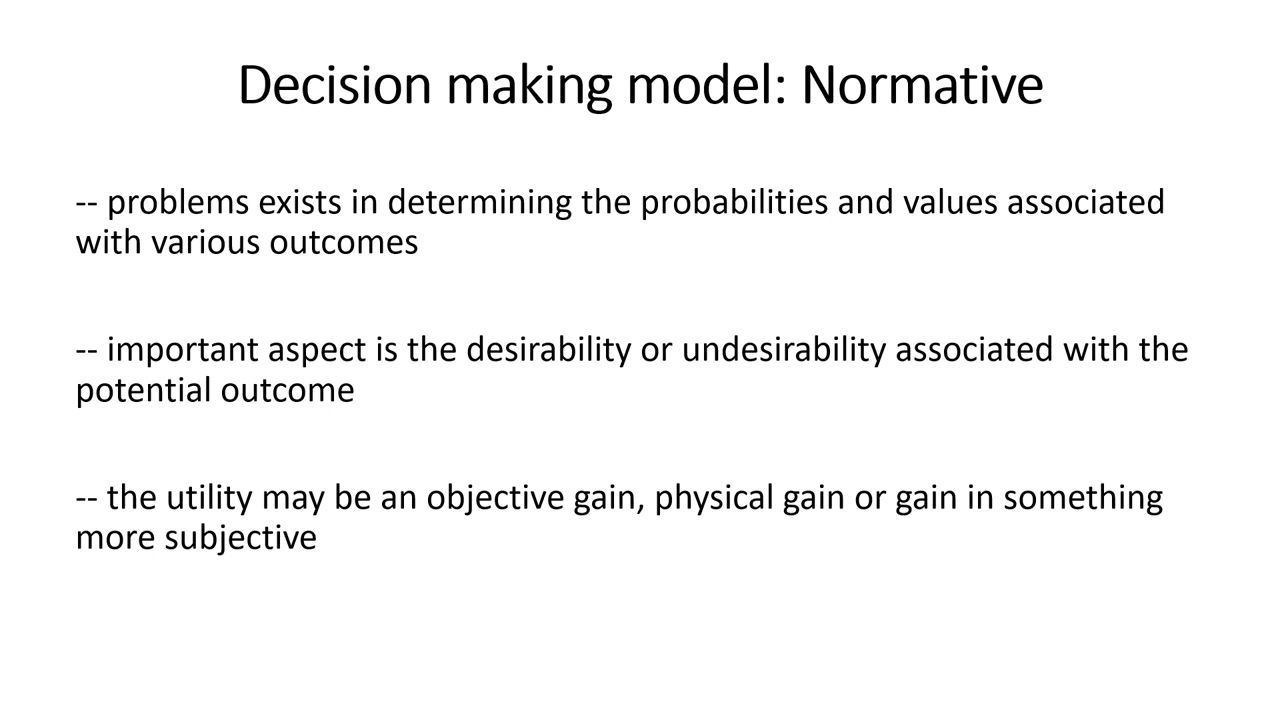 Decision making model: Normative
-- problems exists in determining the probabilities and values associated
with various outcomes
-- important aspect is the desirability or undesirability associated with the
potential outcome
-- the utility may be an objective gain, physical gain or gain in something
more subjective